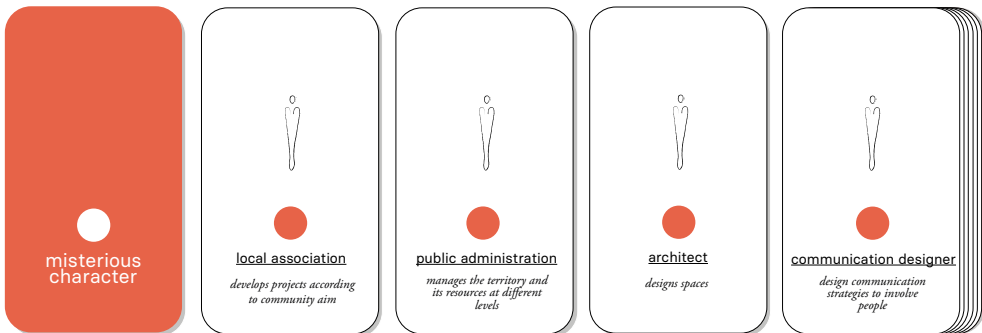 misterious
character
local association
develops projects according
to community aim
public administration
manages the territory and
its resources at different
levels
architect
designs spaces
communication designer
design communication
strategies to involve
people